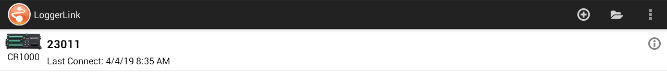 LoggerLink
23011
CR1000
Last Connect: 4/4/19 8:35 AM